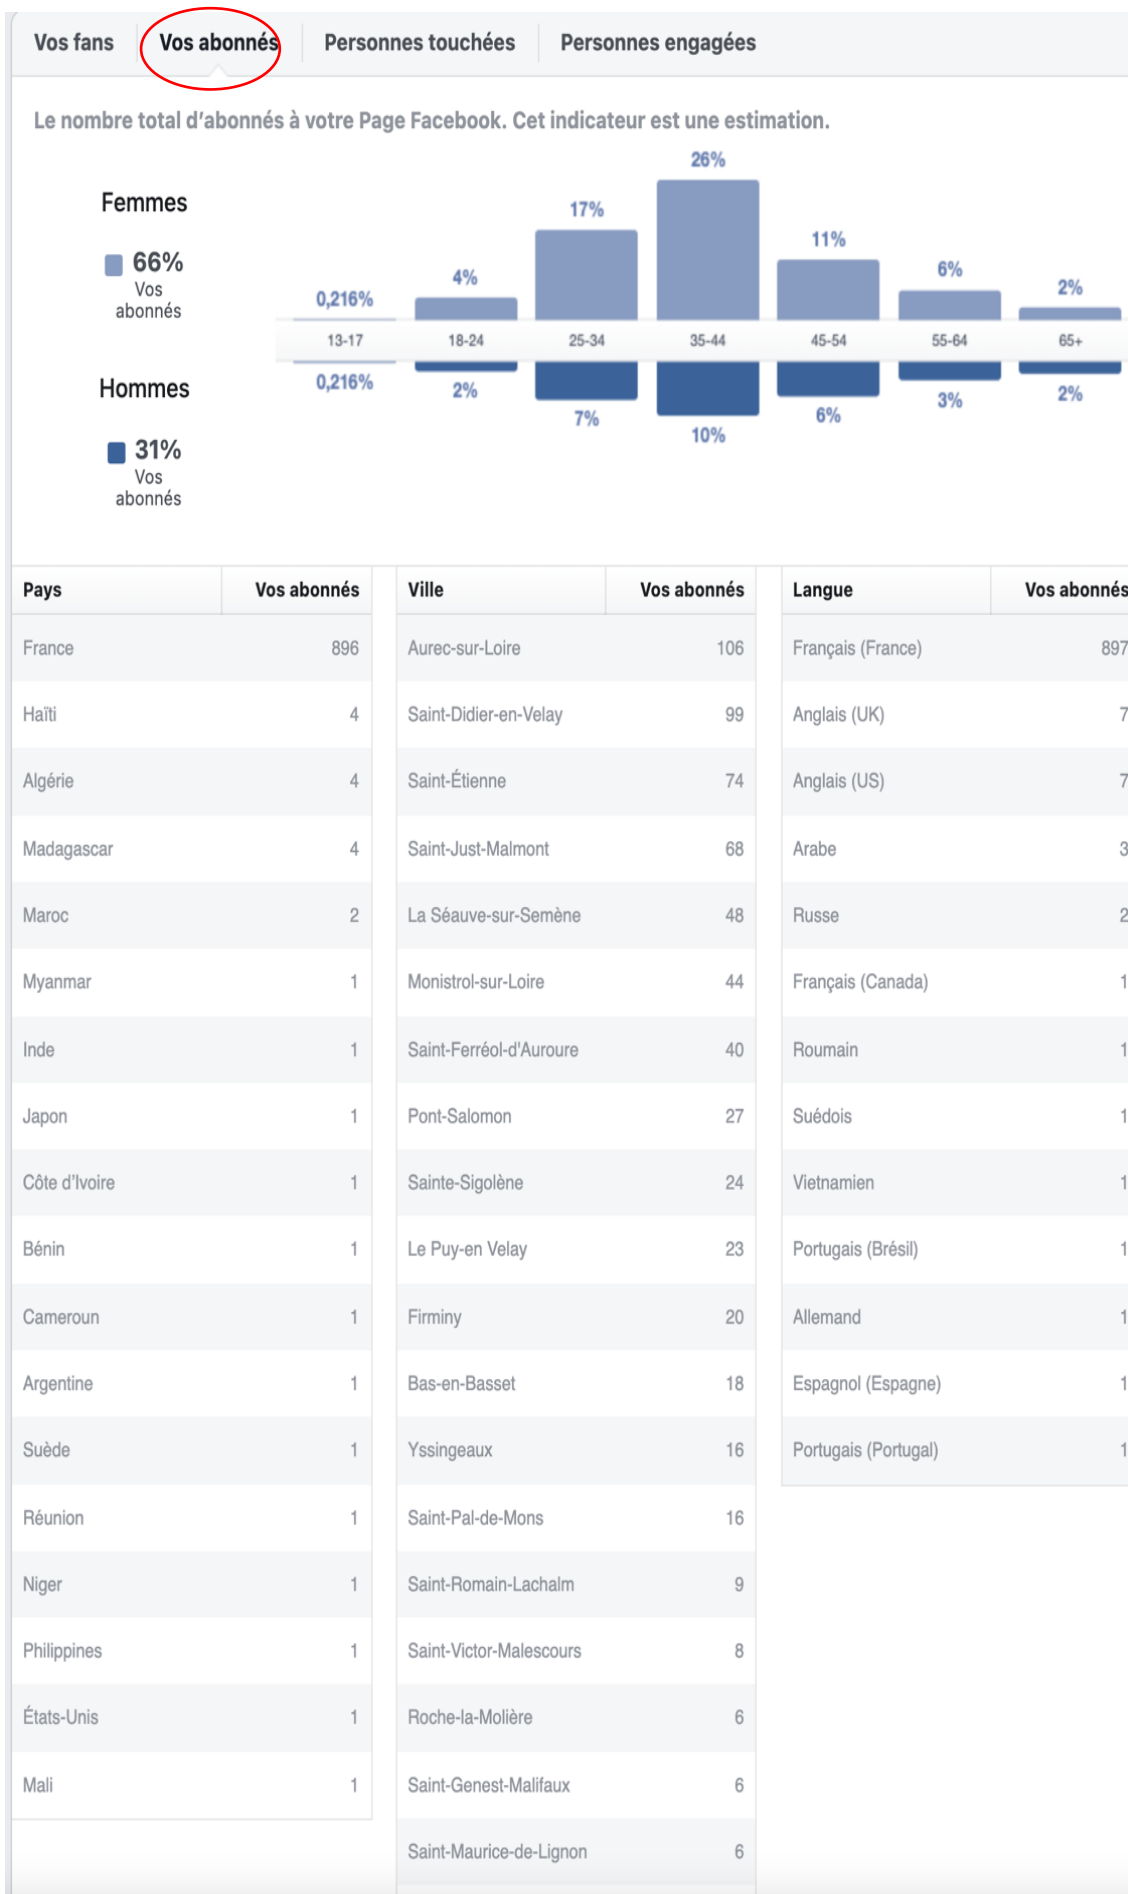 Vos fans Vos abonnés Personnes touchées Personnes engagées
Le nombre total d'abonnés à votre Page Facebook. Cet indicateur est une estimation.
Femmes
66%
Vos
abonnés
0,216% 4% 17% 26% 11% 6% 2%
13-17 18-24 25-34 35-44 45-54 55-64 65+
0,216% 2% 7% 10% 6% 3% 2%
Hommes
31%
Vos
abonnés
Pays Vos abonnés Ville Vos abonnés Langue Vos abonnés
France 896 Aurec-sur-Loire 106 Français (France) 897
Haïti 4 Saint-Didier-en-Velay 99 Anglais (UK) 7
Algérie 4 Saint-Étienne 74 Anglais (US) 7
Madagascar 4 Saint-Just-Malmont 68 Arabe 3
Maroc 2 La Séauve-sur-Semène 48 Russe 2
Myanmar 1 Monistrol-sur-Loire 44 Français (Canada) 1
Inde 1 Saint-Ferréol-d'Auroure 40 Roumain 1
Japon 1 Pont-Salomon 27 Suédois 1
Côte d'Ivoire 1 Sainte-Sigolène 24 Vietnamien 1
Bénin 1 Le Puy-en Velay 23 Portugais (Brésil) 1
Cameroun 1 Firminy 20 Allemand 1
Argentine 1 Bas-en-Basset 18 Espagnol (Espagne) 1
Suède 1 Yssingeaux 16 Portugais (Portugal) 1
Réunion 1 Saint-Pal-de-Mons 16
Niger 1 Saint-Romain-Lachalm 9
Philippines 1 Saint-Victor-Malescours 8
États-Unis 1 Roche-la-Molière 6
Mali 1 Saint-Genest-Malifaux 6
Saint-Maurice-de-Lignon 6